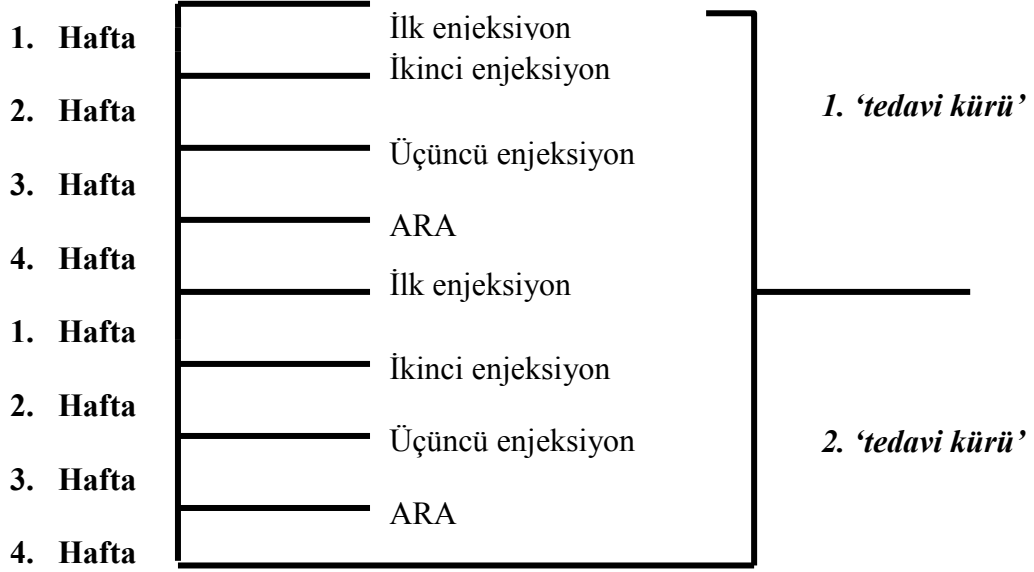 İlk enjeksiyon
1. Hafta
İkinci enjeksiyon
2. Hafta
1. ‘tedavi kürü’
Üçüncü enjeksiyon
3. Hafta
ARA
4. Hafta
İlk enjeksiyon
1. Hafta
İkinci enjeksiyon
2. Hafta
Üçüncü enjeksiyon
2. ‘tedavi kürü’
3. Hafta
ARA
4. Hafta